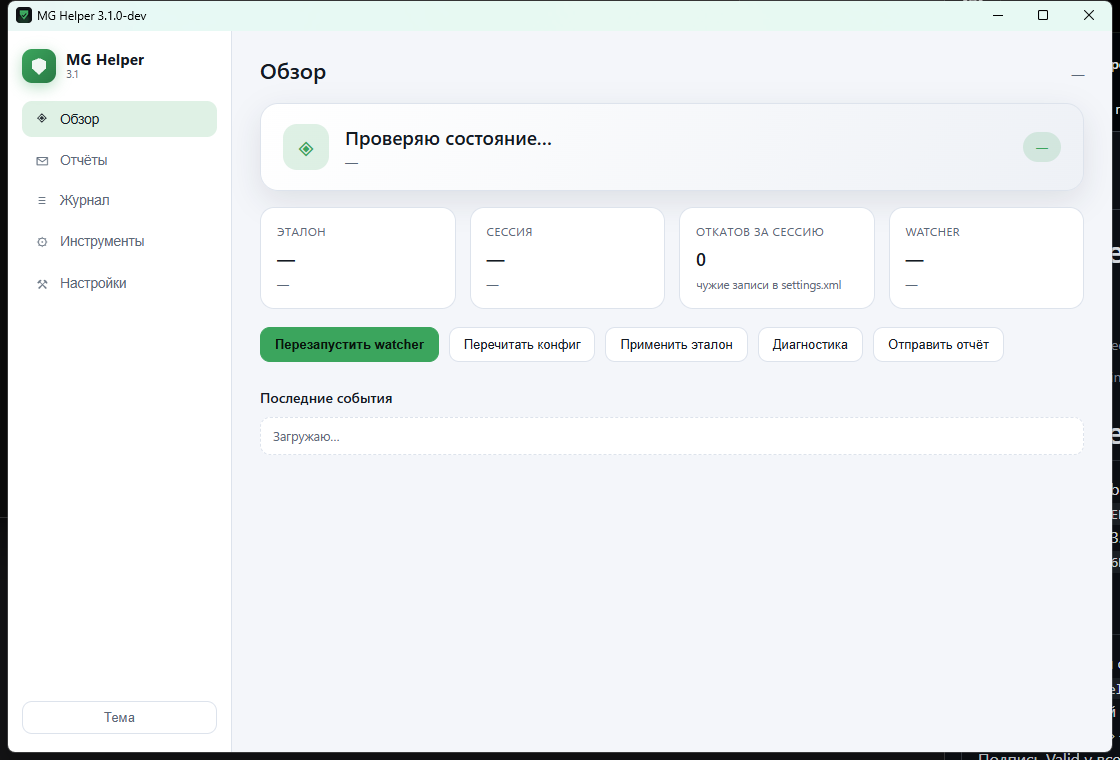 MG Helper 3.1.0-dev
MG Helper
3.1
Обзор
Отчёты
Журнал
Инструменты
Настройки
Тема
Обзор
—
Проверяю состояние...
—
—
ЭТАЛОН
—
—
СЕССИЯ
—
—
ОТКАТОВ ЗА СЕССИЮ
0
чужие записи в settings.xml
WATCHER
—
—
Перезапустить watcher
Перечитать конфиг
Применить эталон
Диагностика
Отправить отчёт
Последние события
Загружаю...